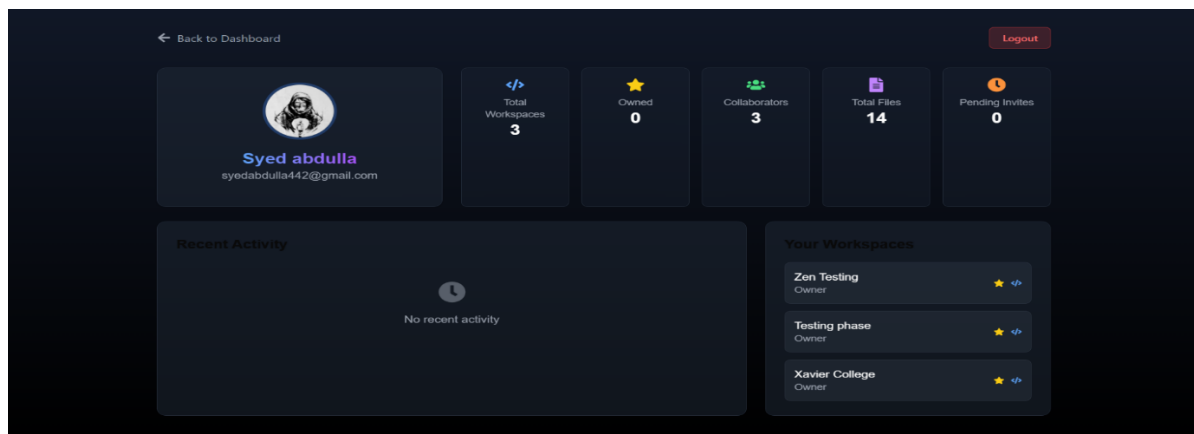 Back to Dashboard
Logout
Syed abdulla
syedabdulla442@gmail.com
</>
Total
Workspaces
3
Owned
0
Collaborators
3
Total Files
14
Pending Invites
0
Recent Activity
No recent activity
Your Workspaces
Zen Testing
Owner
</>
Testing phase
Owner
</>
Xavier College
Owner
</>